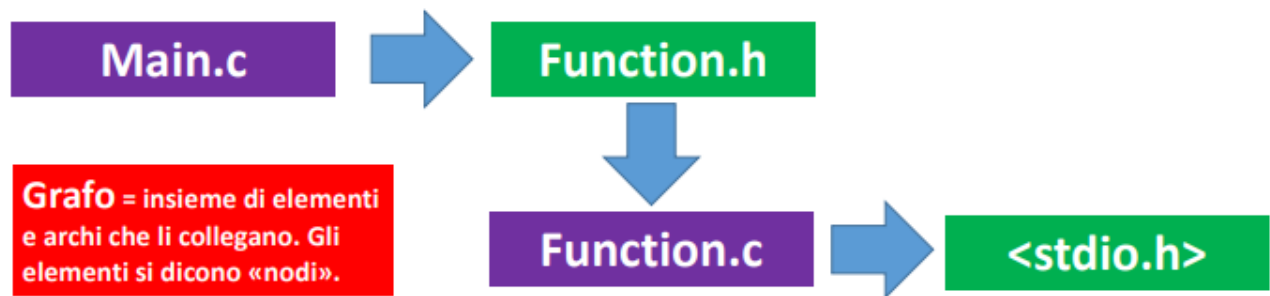 Main.c
Function.h
Grafo = insieme di elementi
e archi che li collegano. Gli
elementi si dicono «nodi».
Function.c
<stdio.h>